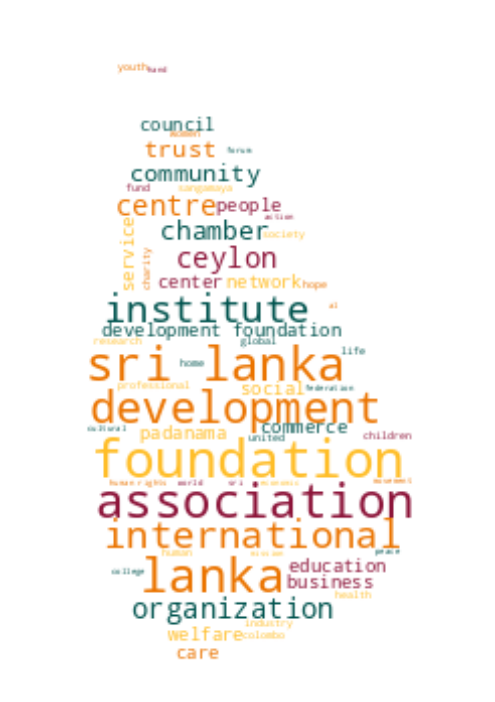 youth hand
council
women
trust forum
community
fund sangamaya
centre people
action
service chamber society
charity ceylon
center network hope
institute al
development foundation
research global
sri lanka life
home
professional social federation
development
cultural padanama commerce
united children
foundation
human rights world sri economic movement
association
international
human mission peace
college lanka education
business
organization health
industry
welfare colombo
care